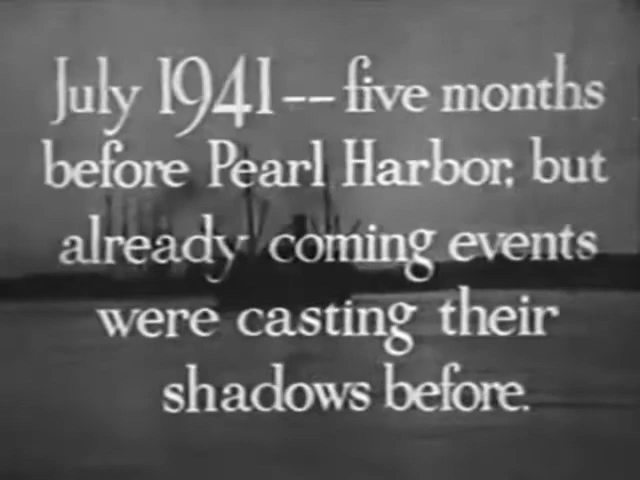 July 1941--five months
before Pearl Harbor, but
already coming events
were casting their
shadows before.